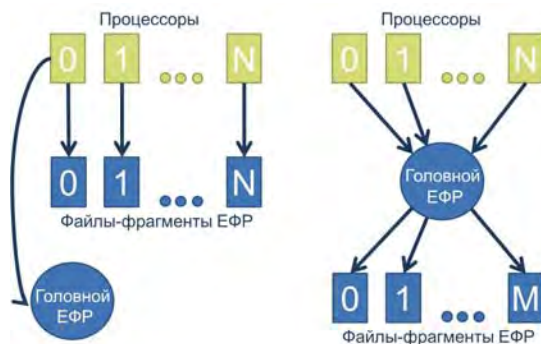 Процессоры
0 1 N
0 1 N
Файлы-фрагменты ЕФР
Головной
ЕФР
Процессоры
0 1 N
Головной
ЕФР
0 1 M
Файлы-фрагменты ЕФР